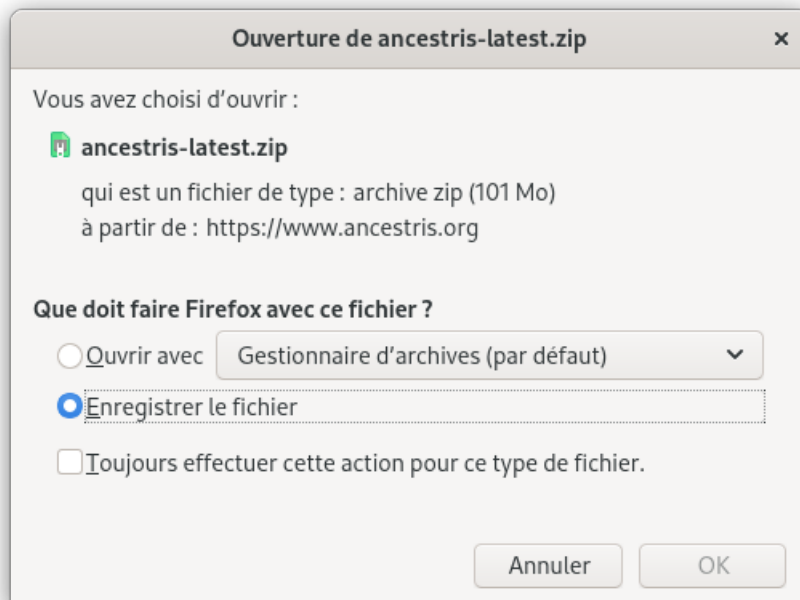 Ouverture de ancestris-latest.zip
Vous avez choisi d’ouvrir :
ancestris-latest.zip
qui est un fichier de type : archive zip (101 Mo)
à partir de : https://www.ancestris.org
Que doit faire Firefox avec ce fichier ?
Ouvrir avec Gestionnaire d’archives (par défaut)
Enregistrer le fichier
Toujours effectuer cette action pour ce type de fichier.
Annuler OK